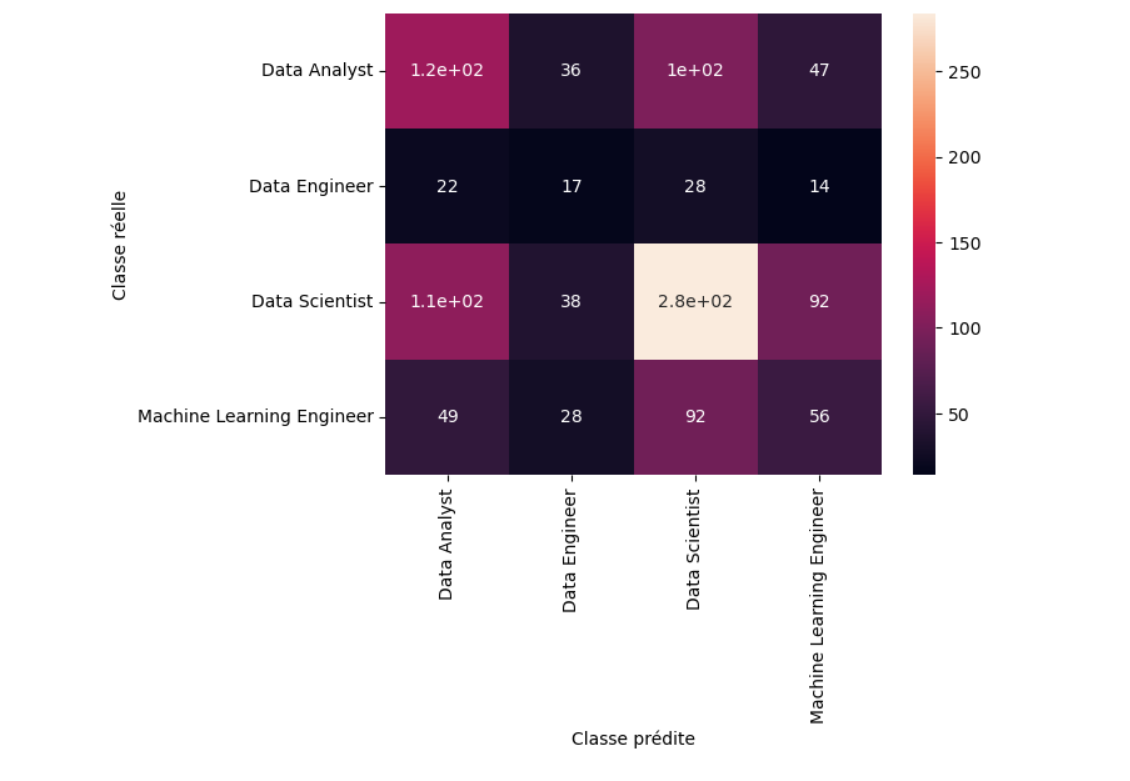 Data Analyst
1.2e+02 36 1e+02 47
Data Engineer
22 17 28 14
Data Scientist
1.1e+02 38 2.8e+02 92
Machine Learning Engineer
49 28 92 56
Classe réelle
Data Analyst
Data Engineer
Data Scientist
Machine Learning Engineer
Classe prédite
250
200
150
100
50